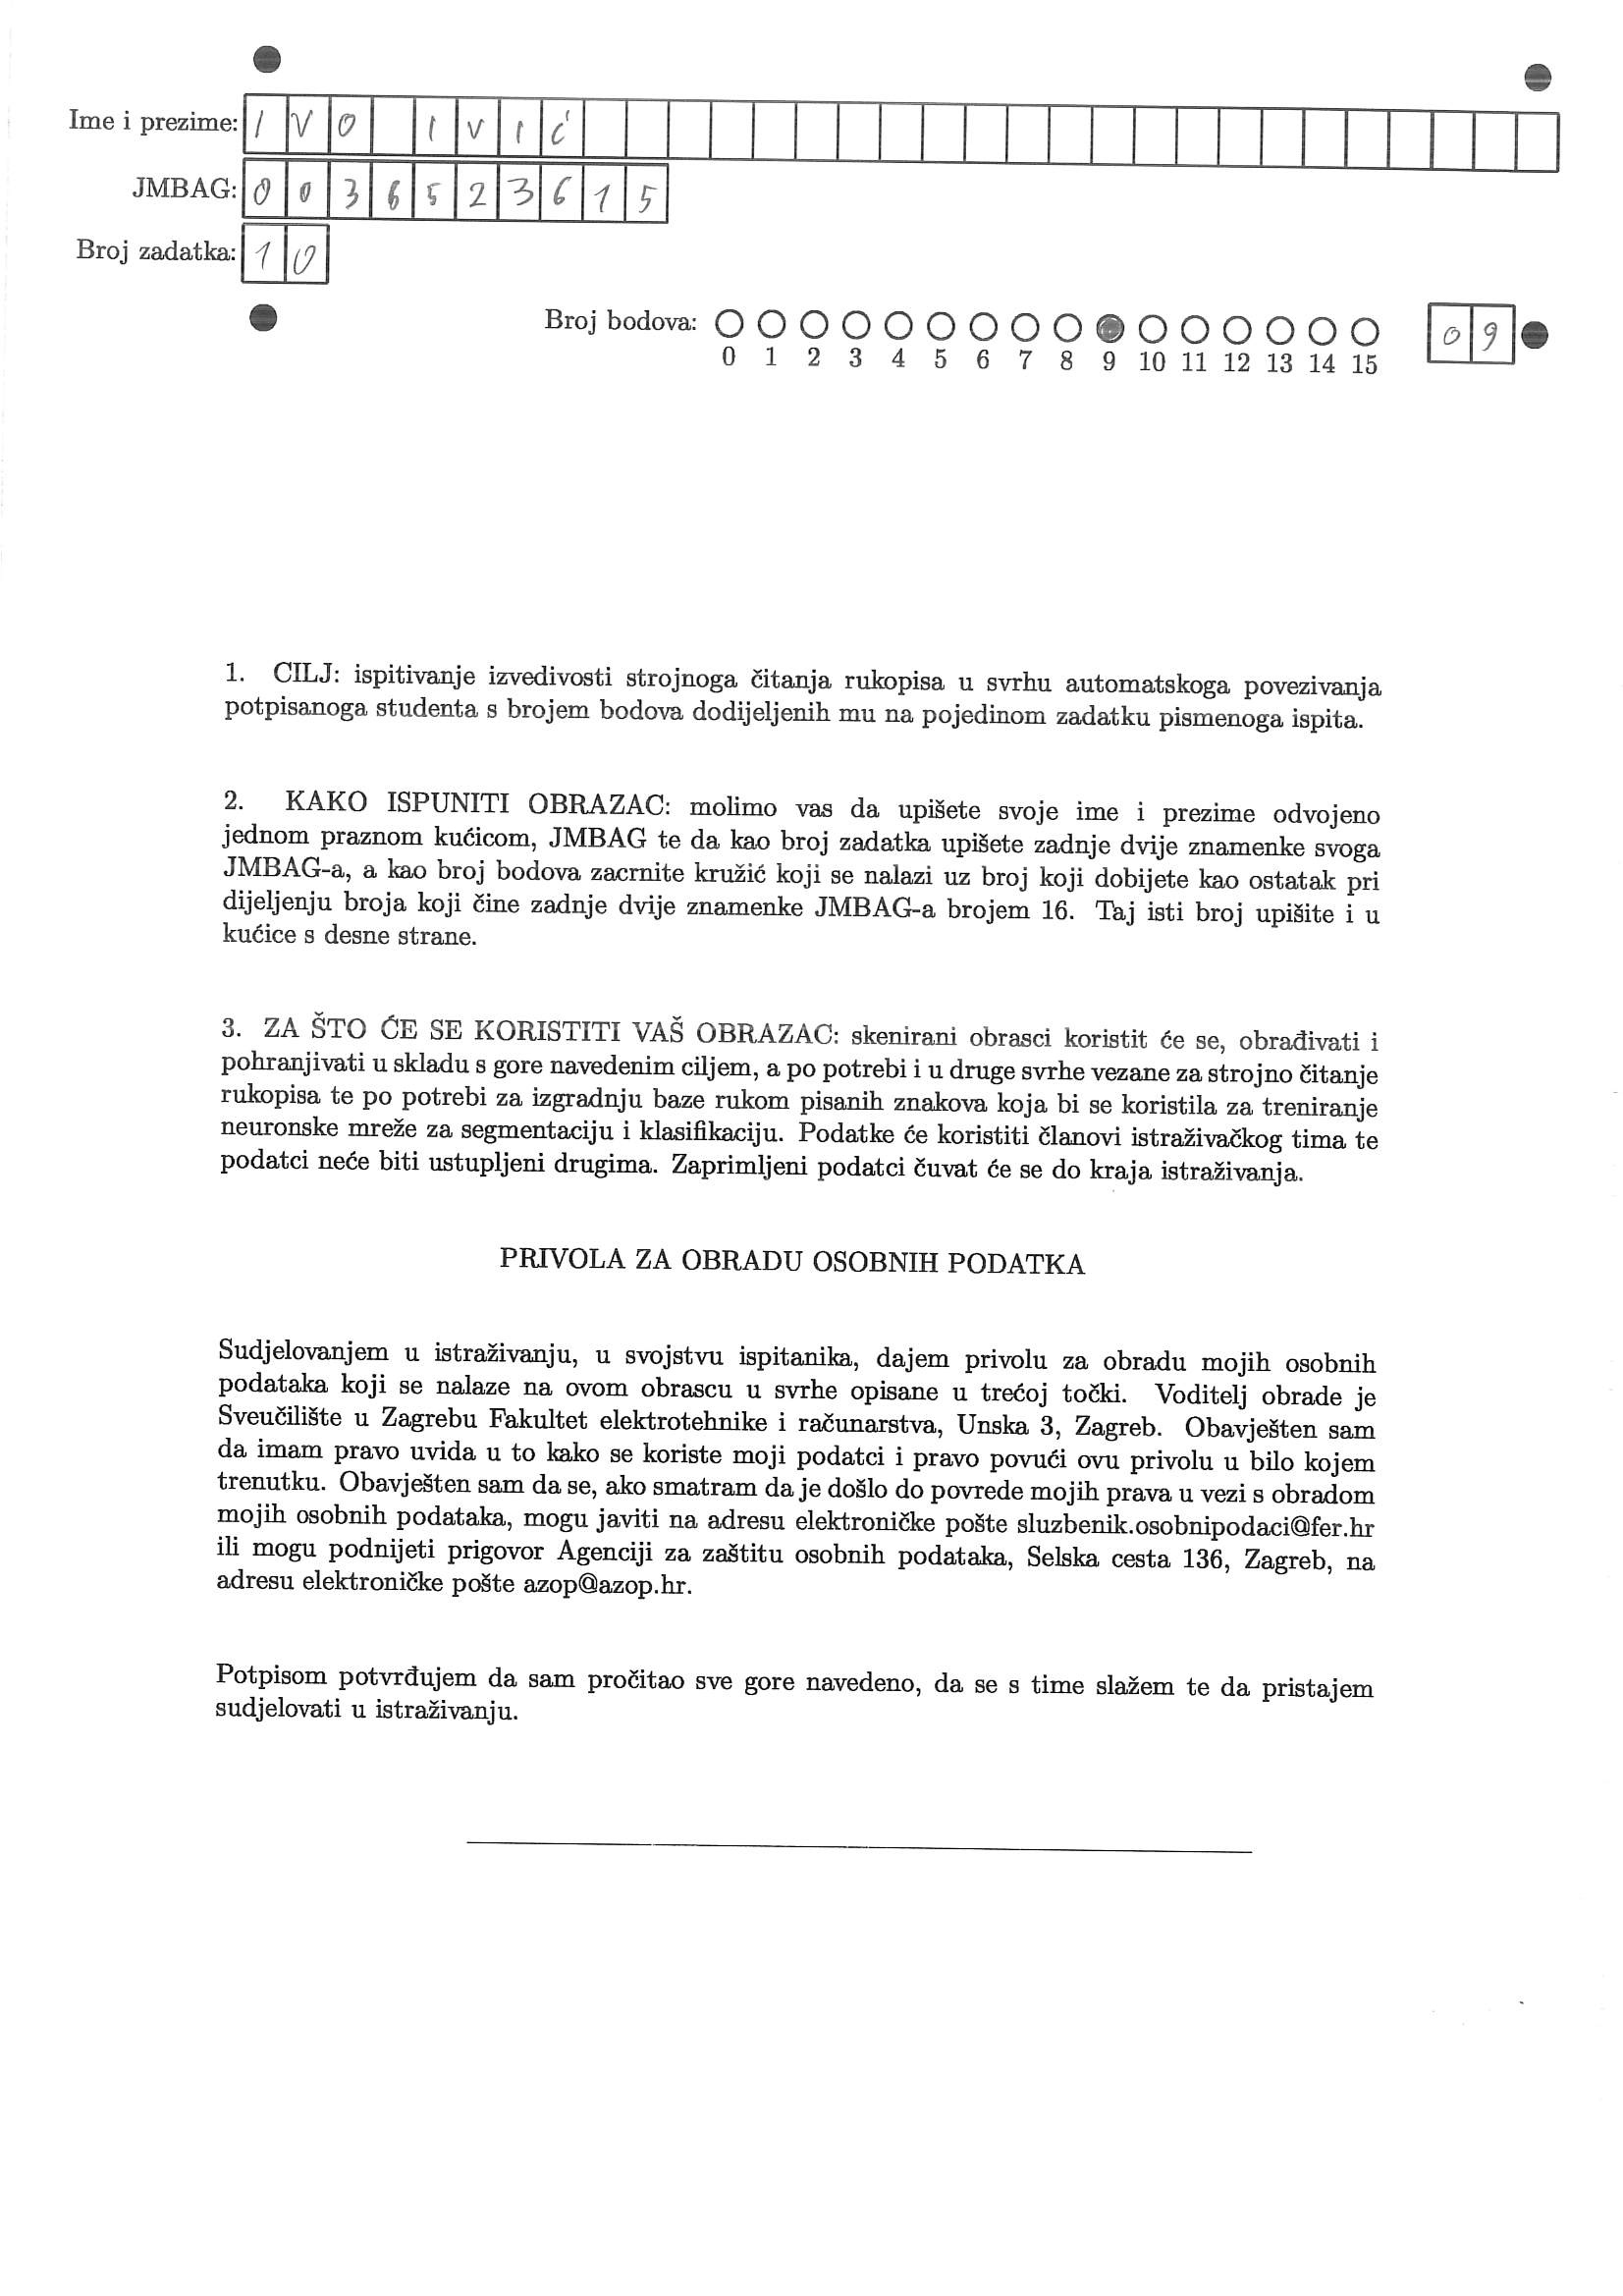 Ime i prezime: IVO IVIĆ
JMBAG: 0036523615
Broj zadatka: 10
Broj bodova: 09
0 1 2 3 4 5 6 7 8 9 10 11 12 13 14 15
1. CILJ: ispitivanje izvedivosti strojnoga čitanja rukopisa u svrhu automatskoga povezivanja
potpisanoga studenta s brojem bodova dodijeljenih mu na pojedinom zadatku pismenoga ispita.
2. KAKO ISPUNITI OBRAZAC: molimo vas da upišete svoje ime i prezime odvojeno
jednom praznom kućicom, JMBAG te da kao broj zadatka upišete zadnje dvije znamenke svoga
JMBAG-a, a kao broj bodova zacrnite kružić koji se nalazi uz broj koji dobijete kao ostatak pri
dijeljenju broja koji čine zadnje dvije znamenke JMBAG-a brojem 16. Taj isti broj upišite i u
kućice s desne strane.
3. ZA ŠTO ĆE SE KORISTITI VAŠ OBRAZAC: skenirani obrasci koristit će se, obrađivati i
pohranjivati u skladu s gore navedenim ciljem, a po potrebi i u druge svrhe vezane za strojno čitanje
rukopisa te po potrebi za izgradnju baze rukom pisanih znakova koja bi se koristila za treniranje
neuronske mreže za segmentaciju i klasifikaciju. Podatke će koristiti članovi istraživačkog tima te
podatci neće biti ustupljeni drugima. Zaprimljeni podatci čuvat će se do kraja istraživanja.
PRIVOLA ZA OBRADU OSOBNIH PODATKA
Sudjelovanjem u istraživanju, u svojstvu ispitanika, dajem privolu za obradu mojih osobnih
podataka koji se nalaze na ovom obrascu u svrhe opisane u trećoj točki. Voditelj obrade je
Sveučilište u Zagrebu Fakultet elektrotehnike i računarstva, Unska 3, Zagreb. Obavješten sam
da imam pravo uvida u to kako se koriste moji podatci i pravo povući ovu privolu u bilo kojem
trenutku. Obavješten sam da se, ako smatram da je došlo do povrede mojih prava u vezi s obradom
mojih osobnih podataka, mogu javiti na adresu elektroničke pošte sluzbenik.osobnipodaci@fer.hr
ili mogu podnijeti prigovor Agenciji za zaštitu osobnih podataka, Selska cesta 136, Zagreb, na
adresu elektroničke pošte azop@azop.hr.
Potpisom potvrđujem da sam pročitao sve gore navedeno, da se s time slažem te da pristajem
sudjelovati u istraživanju.